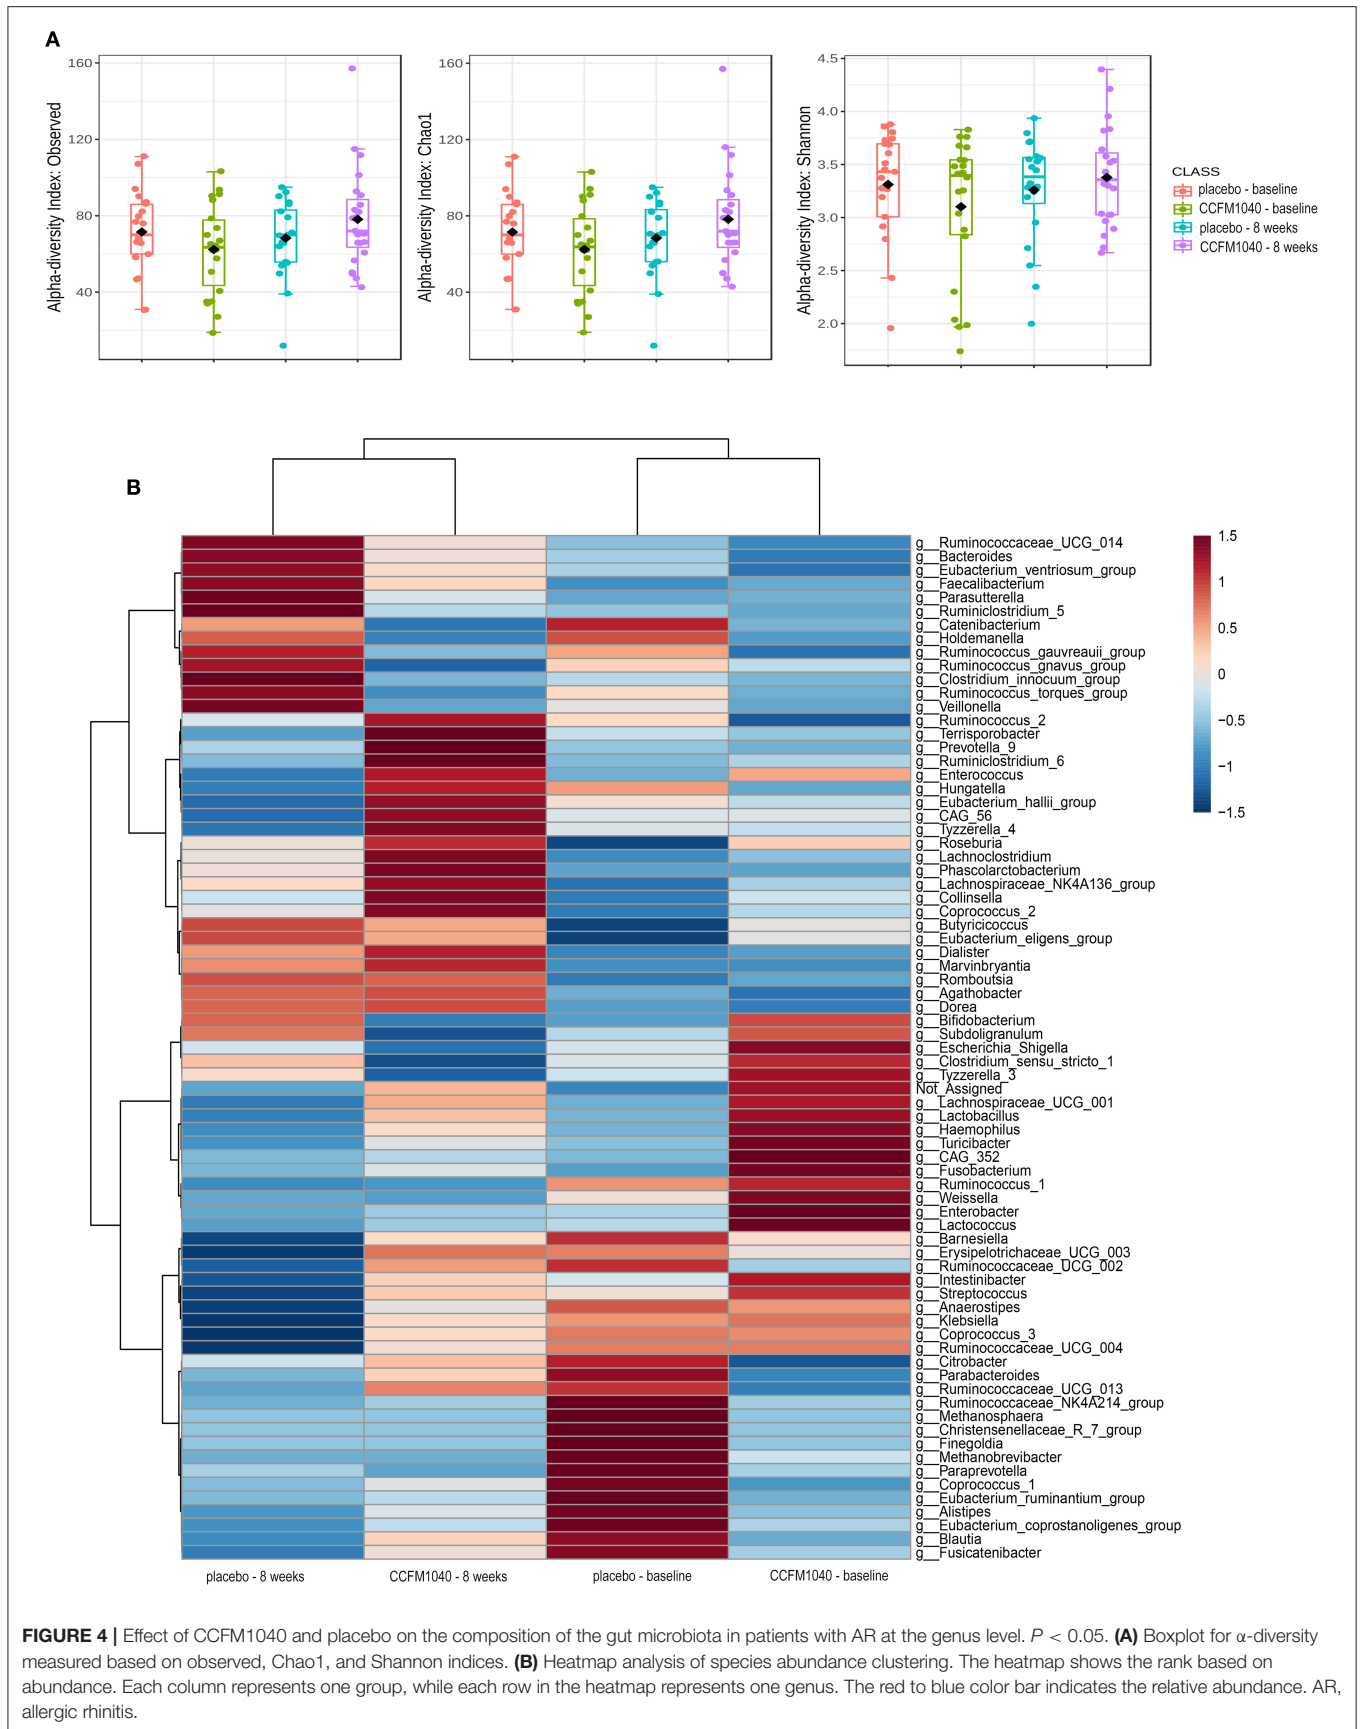 A
Alpha-diversity Index: Observed
160
120
80
40
Alpha-diversity Index: Chao1
160
120
80
40
Alpha-diversity Index: Shannon
4.5
4.0
3.5
3.0
2.5
2.0
CLASS
placebo - baseline
CCFM1040 - baseline
placebo - 8 weeks
CCFM1040 - 8 weeks
B
g__Ruminococcaceae_UCG_014
g__Bacteroides
g__Eubacterium_ventriosum_group
g__Faecalibacterium
g__Parasutterella
g__Ruminiclostridium_5
g__Catenibacterium
g__Holdemanella
g__Ruminococcus_gauvreauii_group
g__Ruminococcus_gnavus_group
g__Clostridium_innocuum_group
g__Ruminococcus_torques_group
g__Veillonella
g__Ruminococcus_2
g__Terrisporobacter
g__Prevotella_9
g__Ruminiclostridium_6
g__Enterococcus
g__Hungatella
g__Eubacterium_hallii_group
g__CAG_56
g__Tyzzerella_4
g__Roseburia
g__Lachnoclostridium
g__Phascolarctobacterium
g__Lachnospiraceae_NK4A136_group
g__Collinsella
g__Coprococcus_2
g__Butyricicoccus
g__Eubacterium_eligens_group
g__Dialister
g__Marvinbryantia
g__Romboutsia
g__Agathobacter
g__Dorea
g__Bifidobacterium
g__Subdoligranulum
g__Escherichia_Shigella
g__Clostridium_sensu_stricto_1
g__Tyzzerella_3
Not_Assigned
g__Lachnospiraceae_UCG_001
g__Lactobacillus
g__Haemophilus
g__Turicibacter
g__CAG_352
g__Fusobacterium
g__Ruminococcus_1
g__Weissella
g__Enterobacter
g__Lactococcus
g__Barnesiella
g__Erysipelotrichaceae_UCG_003
g__Ruminococcaceae_UCG_002
g__Intestinibacter
g__Streptococcus
g__Anaerostipes
g__Klebsiella
g__Coprococcus_3
g__Ruminococcaceae_UCG_004
g__Citrobacter
g__Parabacteroides
g__Ruminococcaceae_UCG_013
g__Ruminococcaceae_NK4A214_group
g__Methanosphaera
g__Christensenellaceae_R_7_group
g__Finegoldia
g__Methanobrevibacter
g__Paraprevotella
g__Coprococcus_1
g__Eubacterium_ruminantium_group
g__Alistipes
g__Eubacterium_coprostanoligenes_group
g__Blautia
g__Fusicatenibacter
1.5
1
0.5
0
−0.5
−1
−1.5
placebo - 8 weeks
CCFM1040 - 8 weeks
placebo - baseline
CCFM1040 - baseline
FIGURE 4 | Effect of CCFM1040 and placebo on the composition of the gut microbiota in patients with AR at the genus level. P < 0.05. (A) Boxplot for α-diversity
measured based on observed, Chao1, and Shannon indices. (B) Heatmap analysis of species abundance clustering. The heatmap shows the rank based on
abundance. Each column represents one group, while each row in the heatmap represents one genus. The red to blue color bar indicates the relative abundance. AR,
allergic rhinitis.